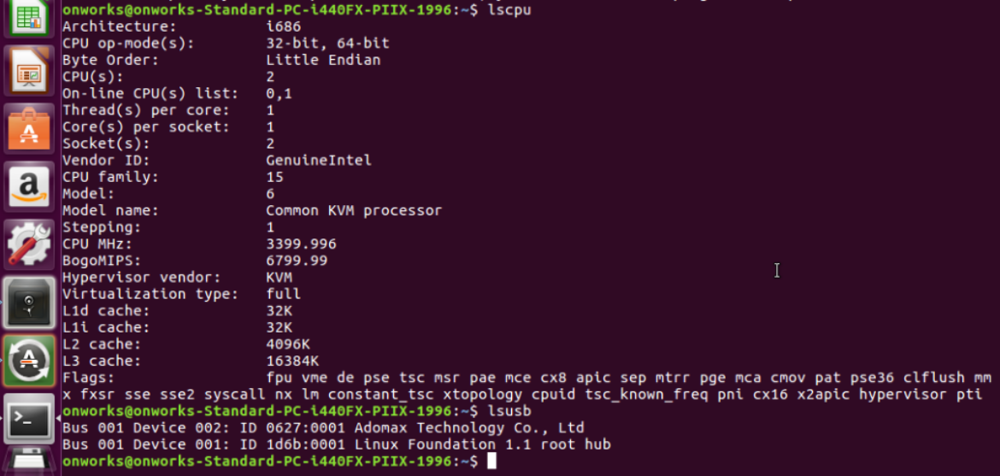 onworks@onworks-Standard-PC-i440FX-PIIX-1996:~$ lscpu
Architecture:          i686
CPU op-mode(s):        32-bit, 64-bit
Byte Order:            Little Endian
CPU(s):                2
On-line CPU(s) list:   0,1
Thread(s) per core:    1
Core(s) per socket:    1
Socket(s):             2
Vendor ID:             GenuineIntel
CPU family:            15
Model:                 6
Model name:            Common KVM processor
Stepping:              1
CPU MHz:               3399.996
BogoMIPS:              6799.99
Hypervisor vendor:     KVM
Virtualization type:   full
L1d cache:             32K
L1i cache:             32K
L2 cache:              4096K
L3 cache:              16384K
Flags:                 fpu vme de pse tsc msr pae mce cx8 apic sep mtrr pge mca cmov pat pse36 clflush mm
x fxsr sse sse2 syscall nx lm constant_tsc xtopology cpuid tsc_known_freq pni cx16 x2apic hypervisor pti
onworks@onworks-Standard-PC-i440FX-PIIX-1996:~$ lsusb
Bus 001 Device 002: ID 0627:0001 Adomax Technology Co., Ltd
Bus 001 Device 001: ID 1d6b:0001 Linux Foundation 1.1 root hub
onworks@onworks-Standard-PC-i440FX-PIIX-1996:~$